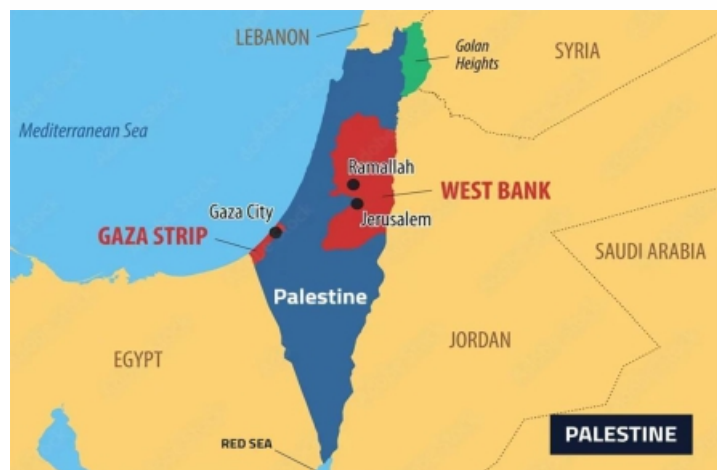 LEBANON
Golan
Heights
SYRIA
Mediterranean Sea
Ramallah
WEST BANK
Gaza City
Jerusalem
GAZA STRIP
SAUDI ARABIA
Palestine
JORDAN
EGYPT
RED SEA
PALESTINE